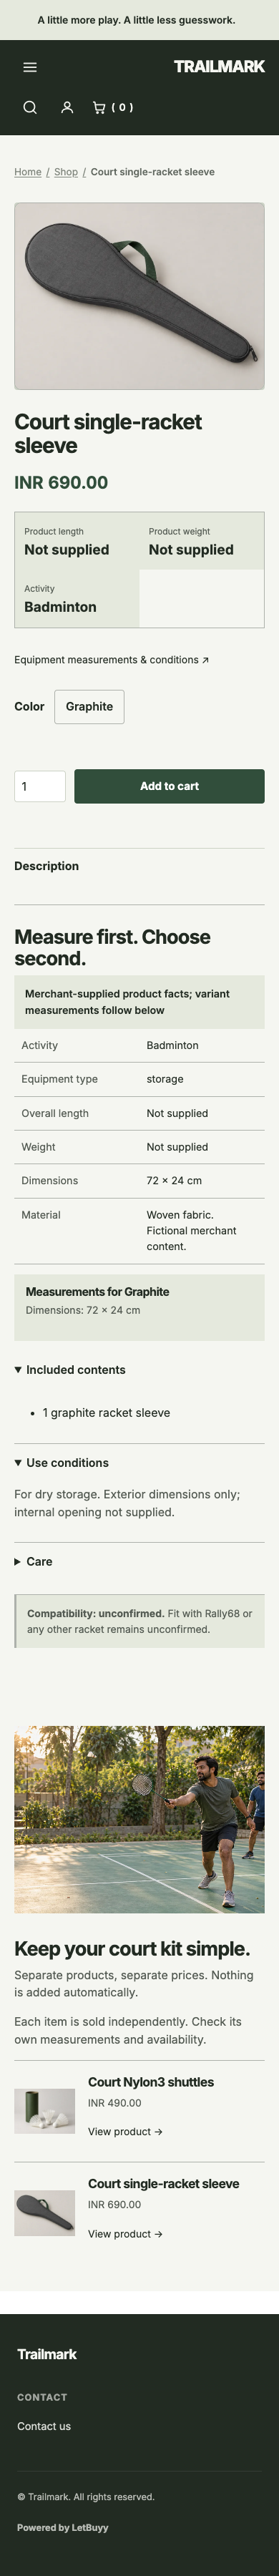 A little more play. A little less guesswork.
TRAILMARK
( 0 )
Home / Shop / Court single-racket sleeve
Court single-racket
sleeve
INR 690.00
Product length
Not supplied
Product weight
Not supplied
Activity
Badminton
Equipment measurements & conditions ↗
Color
Graphite
1
Add to cart
Description
Measure first. Choose
second.
Merchant-supplied product facts; variant
measurements follow below
Activity Badminton
Equipment type storage
Overall length Not supplied
Weight Not supplied
Dimensions 72 × 24 cm
Material Woven fabric.
Fictional merchant
content.
Measurements for Graphite
Dimensions: 72 × 24 cm
▼ Included contents
• 1 graphite racket sleeve
▼ Use conditions
For dry storage. Exterior dimensions only;
internal opening not supplied.
▶ Care
Compatibility: unconfirmed. Fit with Rally68 or
any other racket remains unconfirmed.
Keep your court kit simple.
Separate products, separate prices. Nothing
is added automatically.
Each item is sold independently. Check its
own measurements and availability.
Court Nylon3 shuttles
INR 490.00
View product →
Court single-racket sleeve
INR 690.00
View product →
Trailmark
CONTACT
Contact us
© Trailmark. All rights reserved.
Powered by LetBuyy